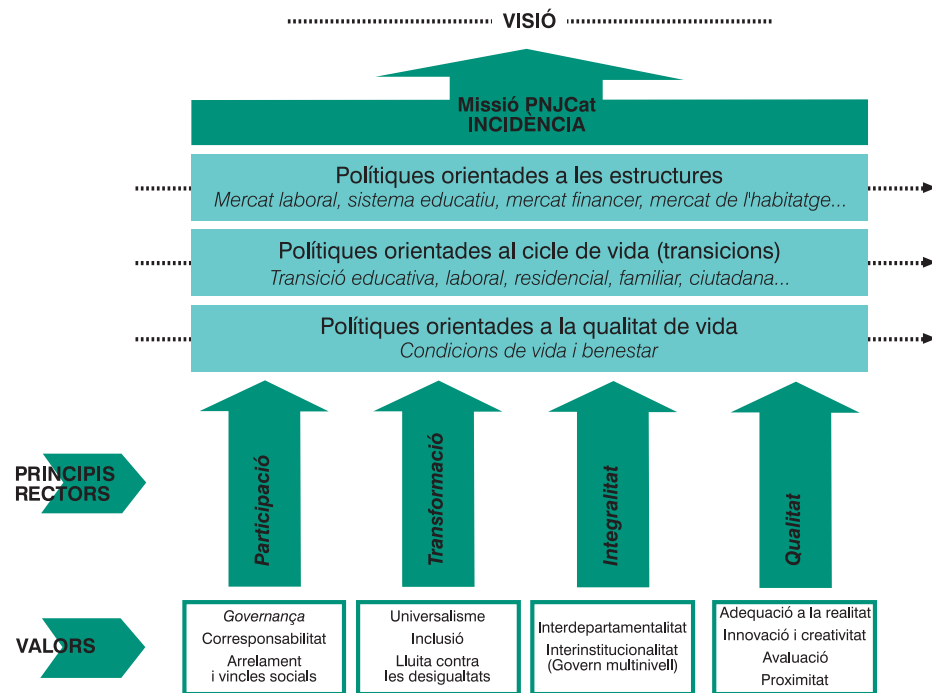 VISIÓ
Missió PNJCat
INCIDÈNCIA
Polítiques orientades a les estructures
Mercat laboral, sistema educatiu, mercat financer, mercat de l'habitatge...
Polítiques orientades al cicle de vida (transicions)
Transició educativa, laboral, residencial, familiar, ciutadana...
Polítiques orientades a la qualitat de vida
Condicions de vida i benestar
PRINCIPIS
RECTORS
Participació
Transformació
Integralitat
Qualitat
VALORS
Governança
Corresponsabilitat
Arrelament
i vincles socials
Universalisme
Inclusió
Lluita contra
les desigualtats
Interdepartamentalitat
Interinstitucionalitat
(Govern multinivell)
Adequació a la realitat
Innovació i creativitat
Avaluació
Proximitat